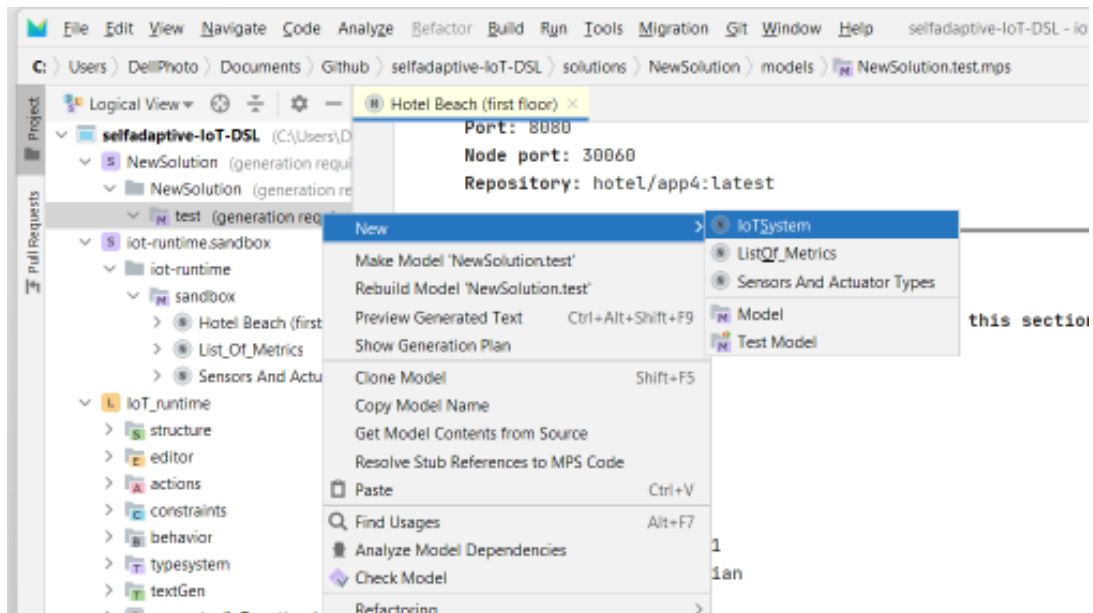 File Edit View Navigate Code Analyze Refactor Build Run Tools Migration Git Window Help selfadaptive-IoT-DSL - io
C: Users DellPhoto Documents Github selfadaptive-IoT-DSL solutions NewSolution models NewSolution.test.mps
Project
Pull Requests
Logical View
selfadaptive-IoT-DSL (C:\Users\D
NewSolution (generation requi
NewSolution (generation re
test (generation req
iot-runtime.sandbox
iot-runtime
sandbox
Hotel Beach (first
List_Of_Metrics
Sensors And Actu
IoT_runtime
structure
editor
actions
constraints
behavior
typesystem
textGen
Hotel Beach (first floor)
Port: 8080
Node port: 30060
Repository: hotel/app4:latest
this section
1
ian
New
Make Model 'NewSolution.test'
Rebuild Model 'NewSolution.test'
Preview Generated Text Ctrl+Alt+Shift+F9
Show Generation Plan
Clone Model Shift+F5
Copy Model Name
Get Model Contents from Source
Resolve Stub References to MPS Code
Paste Ctrl+V
Find Usages Alt+F7
Analyze Model Dependencies
Check Model
Refactoring
IoTSystem
ListOf_Metrics
Sensors And Actuator Types
Model
Test Model